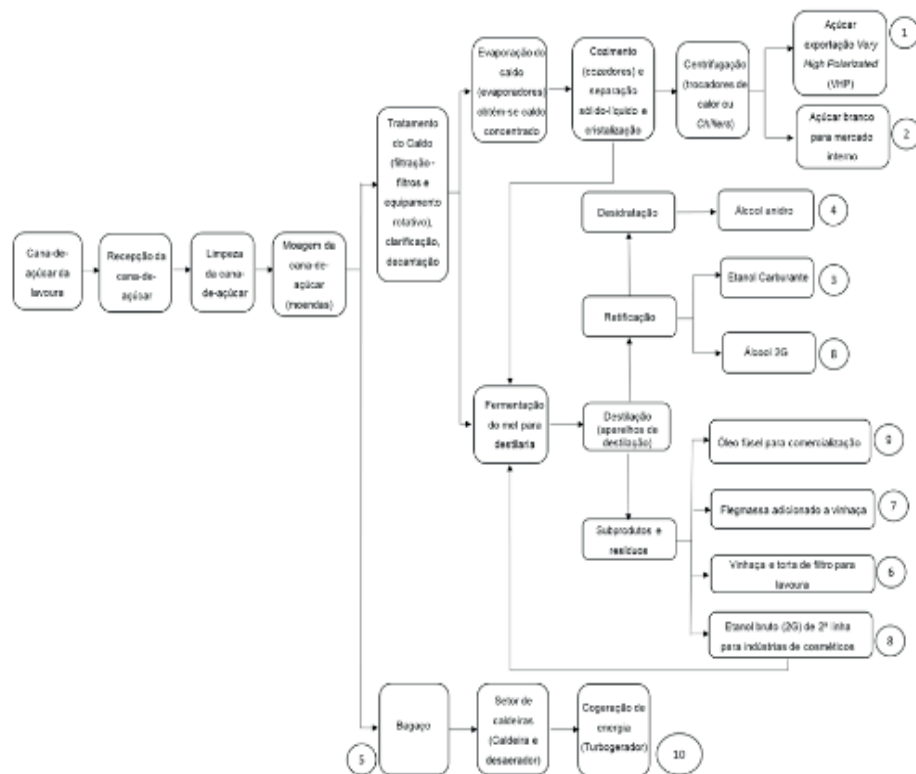 Cana-de-
açúcar da
lavoura
Recepção da
cana-de-
açúcar
Limpeza
da cana-
de-açúcar
Moagem da
cana-de-
açúcar
(moendas)
Tratamento
do Caldo
(filtração -
filtros e
equipamento
rotativo),
clarificação,
decantação
Evaporação do
caldo
(evaporadores)
obtém-se caldo
concentrado
Cozimento
(cozedores) e
separação
sólido-líquido e
cristalização
Centrifugação
(trocadores de
calor ou
Chillers)
Açúcar
exportação Very
High Polarizated
(VHP)
1
Açúcar branco
para mercado
interno
2
Desidratação
Álcool anidro
4
Retificação
Etanol Carburante
3
Álcool 2G
8
Fermentação
do mel para
destilaria
Destilação
(aparelhos de
destilação)
Subprodutos e
resíduos
Óleo fúsel para comercialização
9
Flegmassa adicionado a vinhaça
7
Vinhaça e torta de filtro para
lavoura
6
Etanol bruto (2G) de 2ª linha
para indústrias de cosméticos
8
5
Bagaço
Setor de
caldeiras
(Caldeira e
desaerador)
Cogeração de
energia
(Turbogerador)
10